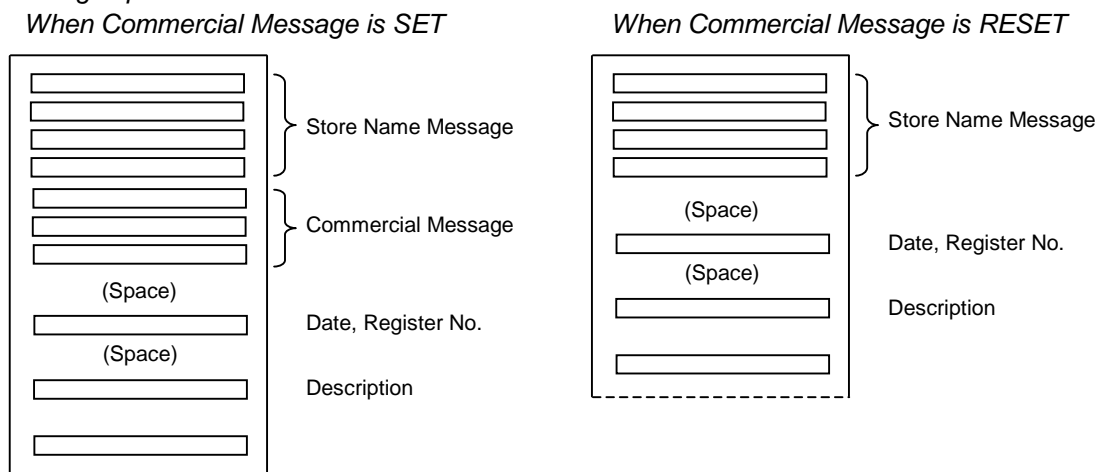 When Commercial Message is SET
When Commercial Message is RESET
Store Name Message
Commercial Message
(Space)
Date, Register No.
(Space)
Description
Store Name Message
(Space)
Date, Register No.
(Space)
Description